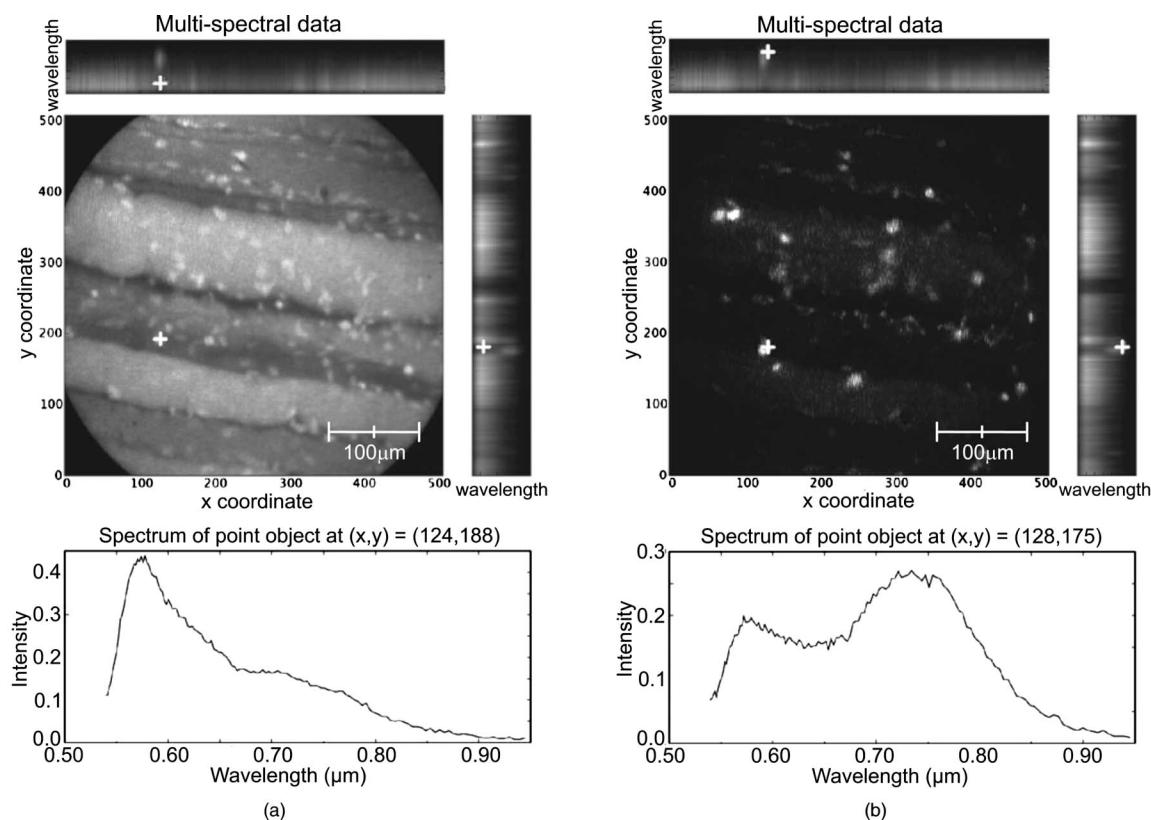 Multi-spectral data
wavelength
500
400
300
200
100
0
y coordinate
100μm
0 100 200 300 400 500
x coordinate
wavelength
Spectrum of point object at (x,y) = (124,188)
0.4
0.3
0.2
0.1
0.0
Intensity
0.50 0.60 0.70 0.80 0.90
Wavelength (μm)
(a)
Multi-spectral data
wavelength
500
400
300
200
100
0
y coordinate
100μm
0 100 200 300 400 500
x coordinate
wavelength
Spectrum of point object at (x,y) = (128,175)
0.3
0.2
0.1
0.0
Intensity
0.50 0.60 0.70 0.80 0.90
Wavelength (μm)
(b)